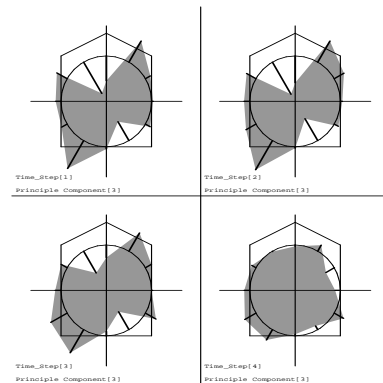 Time_Step[1]
Principle Component[3]
Time_Step[2]
Principle Component[3]
Time_Step[3]
Principle Component[3]
Time_Step[4]
Principle Component[3]